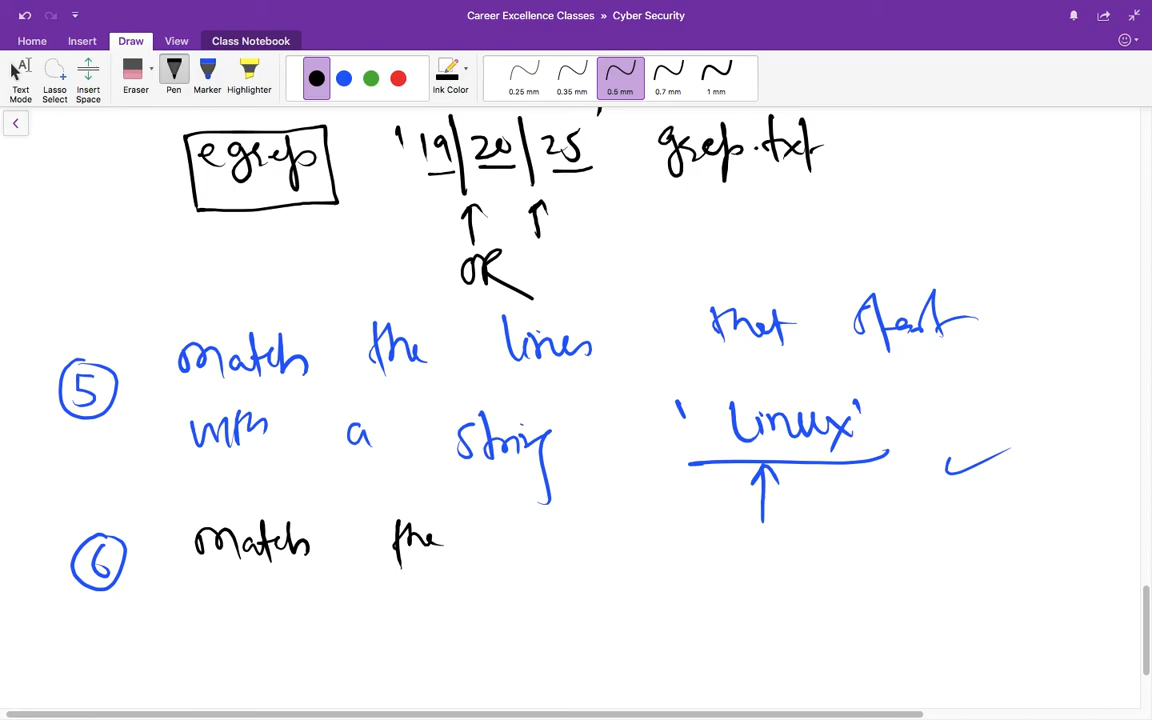 Career Excellence Classes » Cyber Security
Home Insert Draw View Class Notebook
Text Mode Lasso Select Insert Space Eraser Pen Marker Highlighter Ink Color 0.25 mm 0.35 mm 0.5 mm 0.7 mm 1 mm
egrep '19|20|25' grep.txt
OR
5 match the lines that start
with a string 'linux'
6 match the